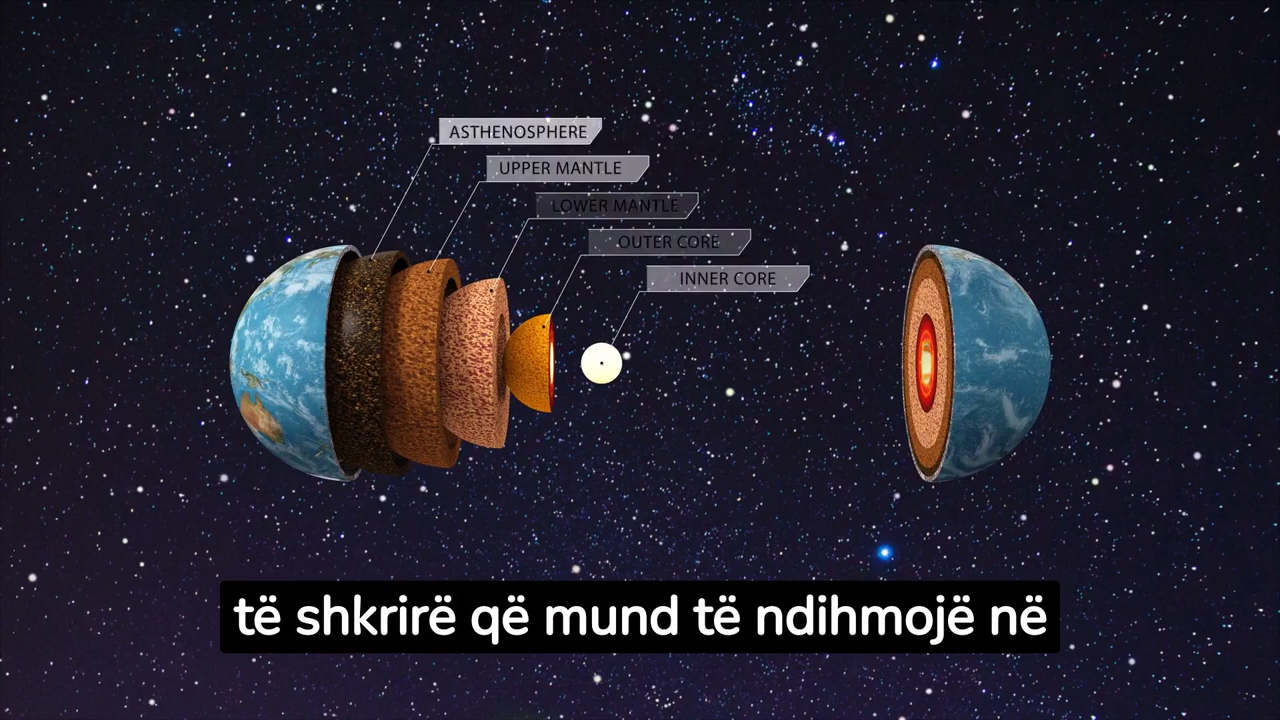 ASTHENOSPHERE
UPPER MANTLE
LOWER MANTLE
OUTER CORE
INNER CORE
të shkrirë që mund të ndihmojë në